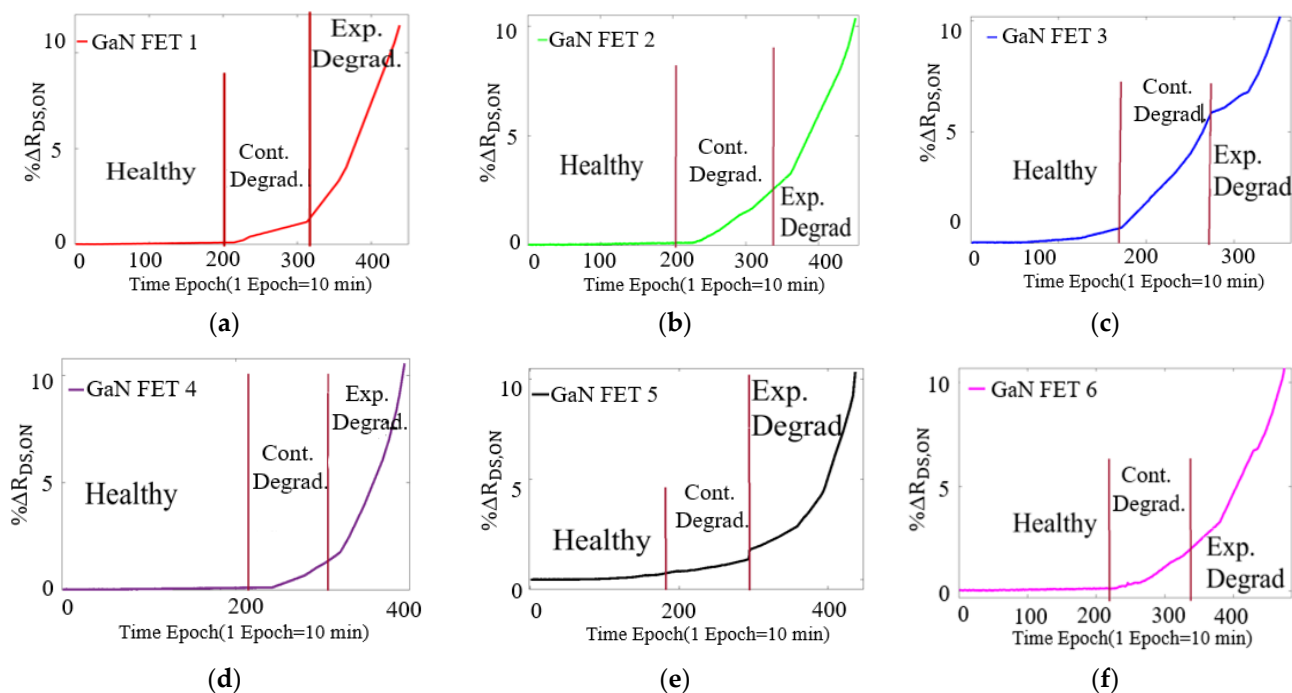 10
GaN FET 1
Exp.
Degrad.
%ΔR_DS,ON
5
Healthy
Cont.
Degrad.
0
0 100 200 300 400
Time Epoch(1 Epoch=10 min)
(a)
10
GaN FET 2
%ΔR_DS,ON
5
Healthy
Cont.
Degrad.
Exp.
Degrad
0
0 100 200 300 400
Time Epoch(1 Epoch=10 min)
(b)
10
GaN FET 3
%ΔR_DS,ON
5
Cont.
Degrad.
Healthy
Exp.
Degrad
0
0 100 200 300
Time Epoch(1 Epoch=10 min)
(c)
10
GaN FET 4
Exp.
Degrad.
%ΔR_DS,ON
Cont.
Degrad.
5
Healthy
0
0 200 400
Time Epoch(1 Epoch=10 min)
(d)
10
GaN FET 5
Exp.
Degrad
%ΔR_DS,ON
5
Cont.
Degrad.
Healthy
0
0 200 400
Time Epoch(1 Epoch=10 min)
(e)
10
GaN FET 6
%ΔR_DS,ON
5
Cont.
Degrad.
Healthy
Exp.
Degrad
0
0 100 200 300 400
Time Epoch(1 Epoch=10 min)
(f)